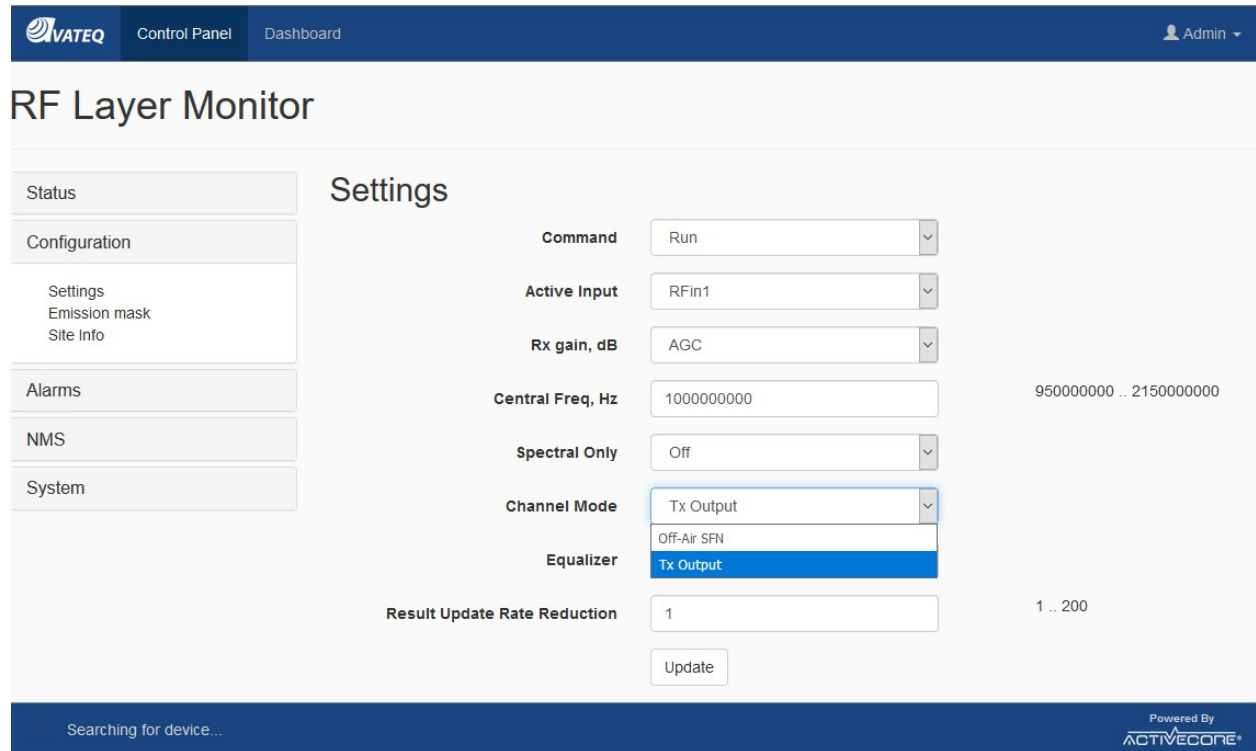 VATEQ Control Panel Dashboard Admin
RF Layer Monitor
Status
Configuration
Settings
Emission mask
Site Info
Alarms
NMS
System
Settings
Command Run
Active Input RFin1
Rx gain, dB AGC
Central Freq, Hz 1000000000 950000000 .. 2150000000
Spectral Only Off
Channel Mode Tx Output
Off-Air SFN
Equalizer Tx Output
Result Update Rate Reduction 1 1 .. 200
Update
Searching for device...
Powered By
ACTIVECORE